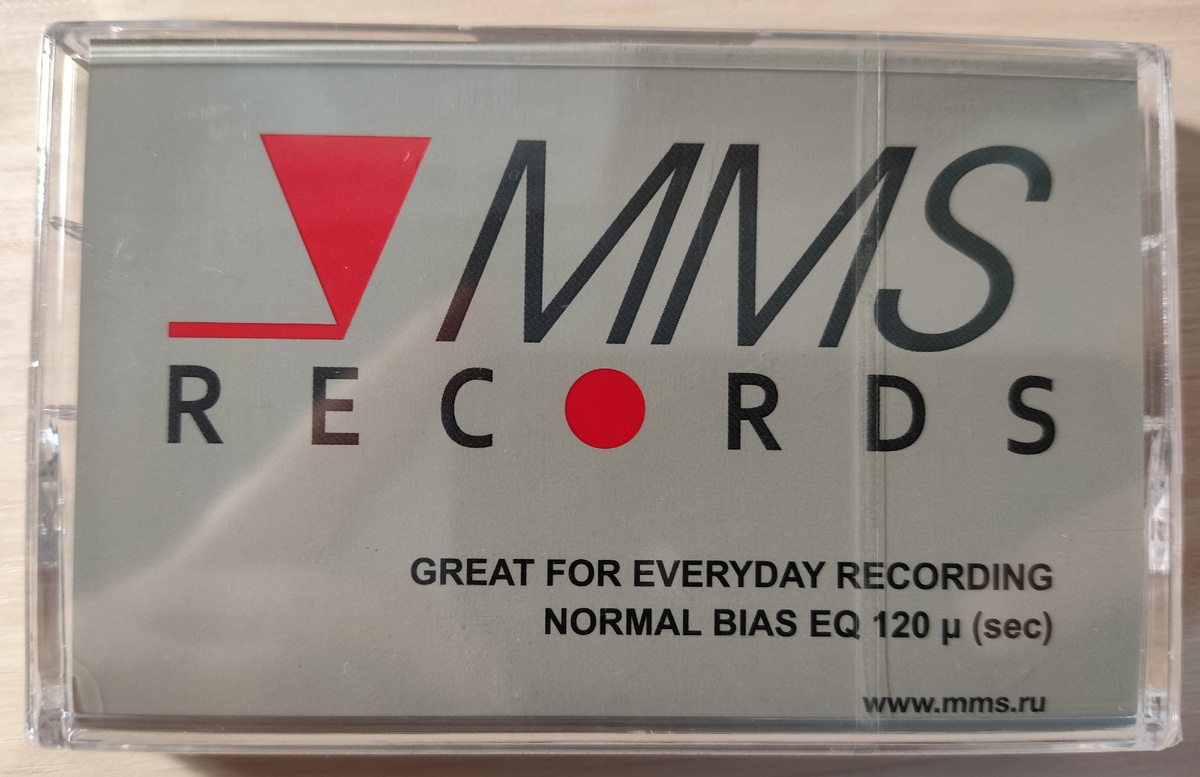 MMS
RECORDS
GREAT FOR EVERYDAY RECORDING
NORMAL BIAS EQ 120 µ (sec)
www.mms.ru